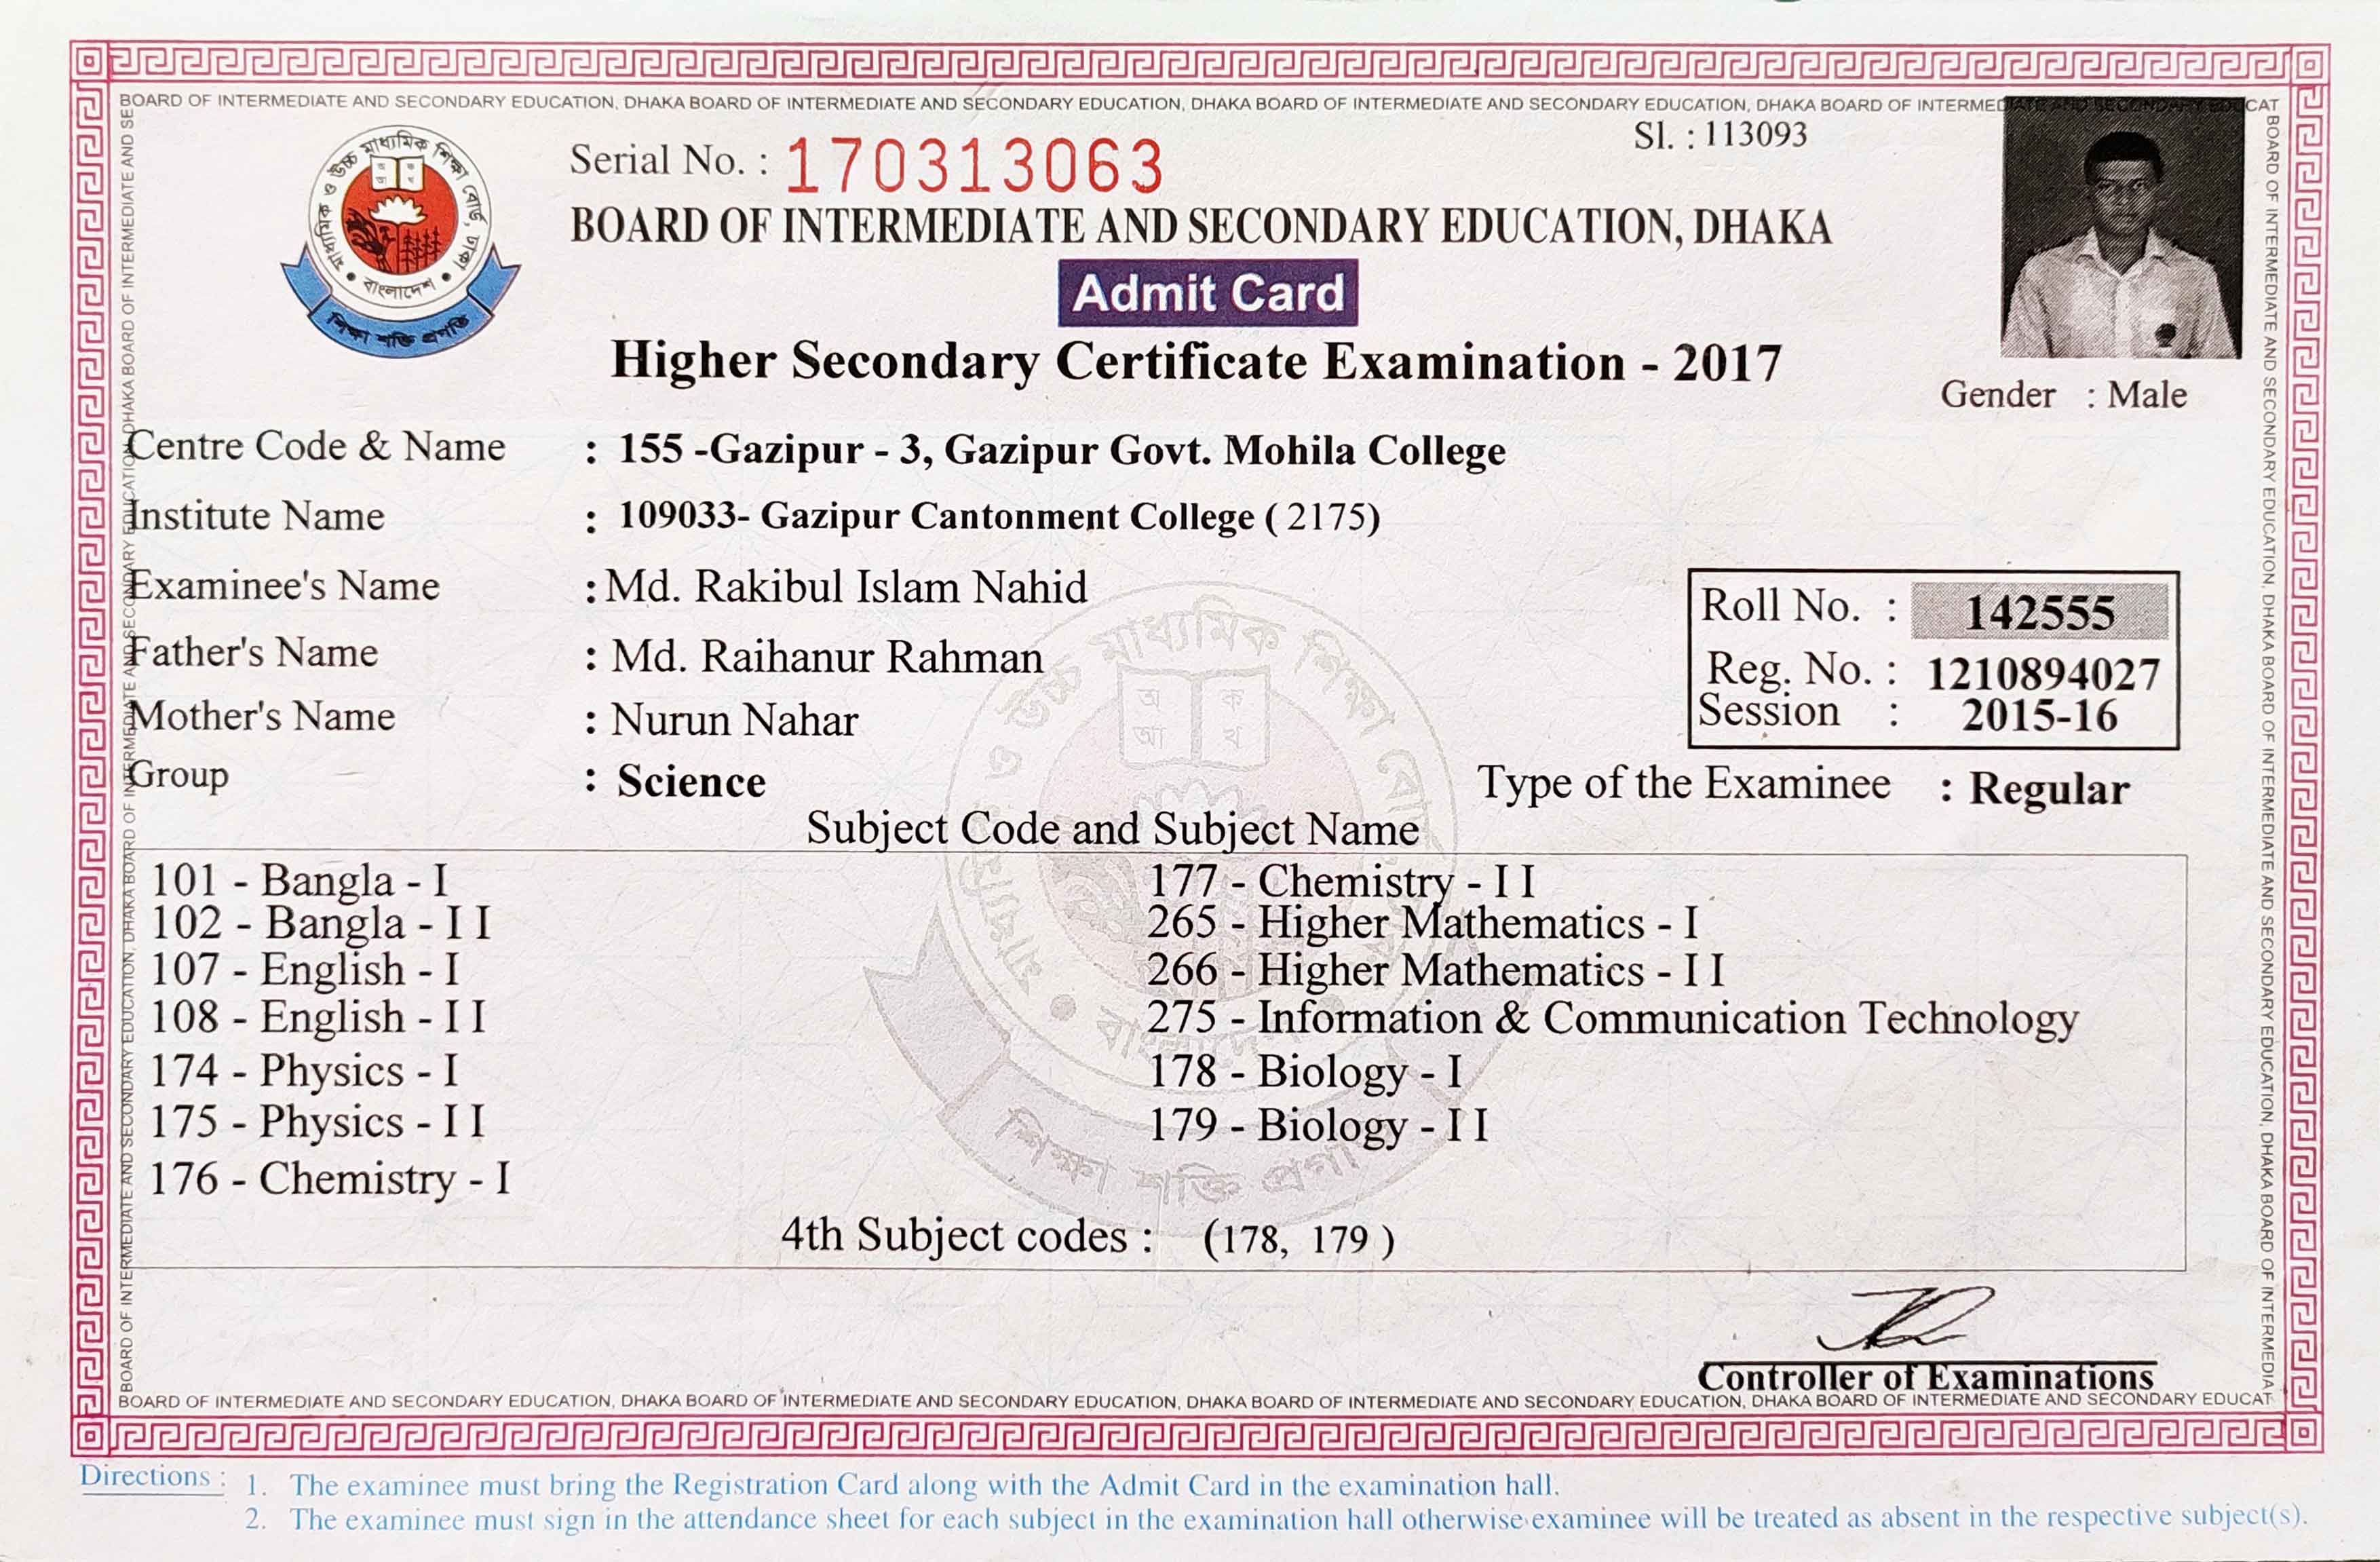 BOARD OF INTERMEDIATE AND SECONDARY EDUCATION, DHAKA BOARD OF INTERMEDIATE AND SECONDARY EDUCATION, DHAKA BOARD OF INTERMEDIATE AND SECONDARY EDUCATION, DHAKA BOARD OF INTERMEDIATE AND SECONDARY EDUCAT
মাধ্যমিক ও উচ্চ মাধ্যমিক শিক্ষা বোর্ড, ঢাকা
বাংলাদেশ
শিক্ষা শক্তি প্রগতি
Serial No. : 170313063
Sl. : 113093
BOARD OF INTERMEDIATE AND SECONDARY EDUCATION, DHAKA
Admit Card
Higher Secondary Certificate Examination - 2017
Gender : Male
Centre Code & Name : 155 -Gazipur - 3, Gazipur Govt. Mohila College
Institute Name : 109033- Gazipur Cantonment College ( 2175)
Examinee's Name : Md. Rakibul Islam Nahid
Father's Name : Md. Raihanur Rahman
Mother's Name : Nurun Nahar
Group : Science
Roll No. : 142555
Reg. No. : 1210894027
Session : 2015-16
Type of the Examinee : Regular
Subject Code and Subject Name
101 - Bangla - I
102 - Bangla - I I
107 - English - I
108 - English - I I
174 - Physics - I
175 - Physics - I I
176 - Chemistry - I
177 - Chemistry - I I
265 - Higher Mathematics - I
266 - Higher Mathematics - I I
275 - Information & Communication Technology
178 - Biology - I
179 - Biology - I I
4th Subject codes : (178, 179 )
Controller of Examinations
BOARD OF INTERMEDIATE AND SECONDARY EDUCATION, DHAKA BOARD OF INTERMEDIATE AND SECONDARY EDUCATION, DHAKA BOARD OF INTERMEDIATE AND SECONDARY EDUCATION, DHAKA BOARD OF INTERMEDIATE AND SECONDARY EDUCAT
Directions : 1. The examinee must bring the Registration Card along with the Admit Card in the examination hall.
2. The examinee must sign in the attendance sheet for each subject in the examination hall otherwise examinee will be treated as absent in the respective subject(s).